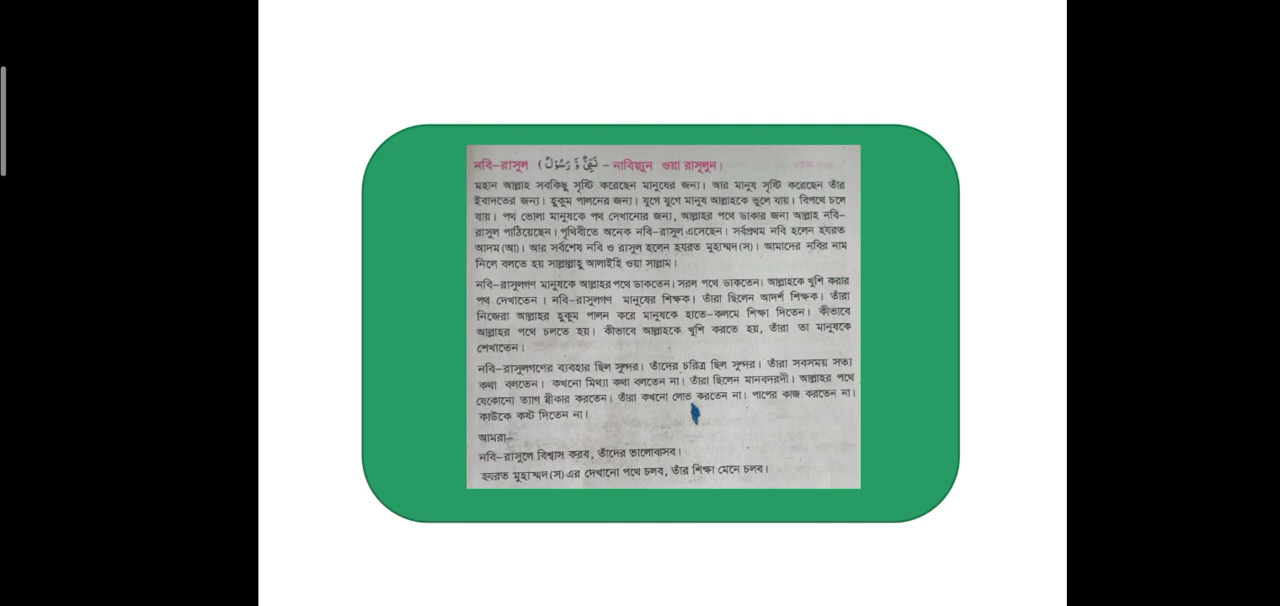 নবি–রাসুল (نَبِيٌّ وَّ رَسُوْلٌ – নাবিয়্যুন ওয়া রাসূলুন।
মহান আল্লাহ সবকিছু সৃষ্টি করেছেন মানুষের জন্য। আর মানুষ সৃষ্টি করেছেন তাঁর
ইবাদতের জন্য। হুকুম পালনের জন্য। যুগে যুগে মানুষ আল্লাহকে ভুলে যায়। বিপথে চলে
যায়। পথ ভোলা মানুষকে পথ দেখানোর জন্য, আল্লাহর পথে ডাকার জন্য আল্লাহ নবি–
রাসুল পাঠিয়েছেন। পৃথিবীতে অনেক নবি–রাসুল এসেছেন। সর্বপ্রথম নবি হলেন হযরত
আদম(আ)। আর সর্বশেষ নবি ও রাসুল হলেন হযরত মুহাম্মদ(স)। আমাদের নবির নাম
নিলে বলতে হয় সাল্লাল্লাহু আলাইহি ওয়া সাল্লাম।
নবি–রাসুলগণ মানুষকে আল্লাহর পথে ডাকতেন। সরল পথে ডাকতেন। আল্লাহকে খুশি করার
পথ দেখাতেন। নবি–রাসুলগণ মানুষের শিক্ষক। তাঁরা ছিলেন আদর্শ শিক্ষক। তাঁরা
নিজেরা আল্লাহর হুকুম পালন করে মানুষকে হাতে–কলমে শিক্ষা দিতেন। কীভাবে
আল্লাহর পথে চলতে হয়। কীভাবে আল্লাহকে খুশি করতে হয়, তাঁরা তা মানুষকে
শেখাতেন।
নবি–রাসুলগণের ব্যবহার ছিল সুন্দর। তাঁদের চরিত্র ছিল সুন্দর। তাঁরা সবসময় সত্য
কথা বলতেন। কখনো মিথ্যা কথা বলতেন না। তাঁরা ছিলেন মানবদরদী। আল্লাহর পথে
যেকোনো ত্যাগ স্বীকার করতেন। তাঁরা কখনো লোভ করতেন না। পাপের কাজ করতেন না।
কাউকে কষ্ট দিতেন না।
আমরা–
নবি–রাসুলে বিশ্বাস করব, তাঁদের ভালোবাসব।
হযরত মুহাম্মদ(স)এর দেখানো পথে চলব, তাঁর শিক্ষা মেনে চলব।